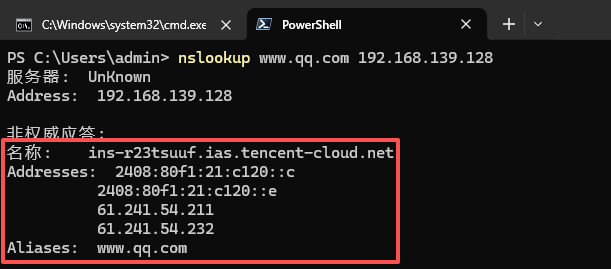 C:\Windows\system32\cmd.exe
PowerShell
PS C:\Users\admin> nslookup www.qq.com 192.168.139.128
服务器:  UnKnown
Address:  192.168.139.128
非权威应答:
名称:    ins-r23tsuuf.ias.tencent-cloud.net
Addresses:  2408:80f1:21:c120::c
2408:80f1:21:c120::e
61.241.54.211
61.241.54.232
Aliases:  www.qq.com